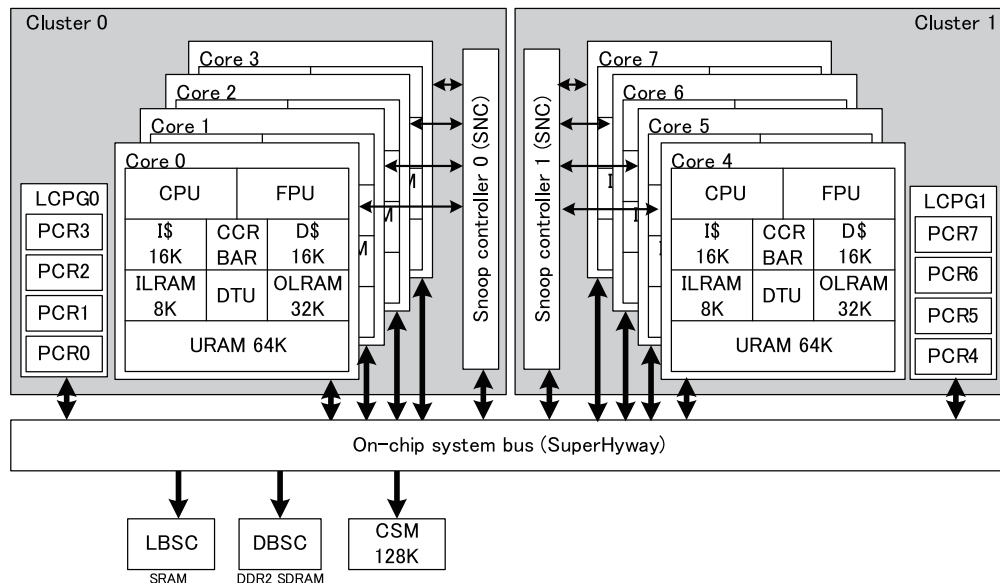 Cluster 0
Core 3
Core 2
Core 1
Core 0
CPU
FPU
I$
16K
CCR
BAR
D$
16K
ILRAM
8K
DTU
OLRAM
32K
URAM 64K
M
M
M
LCPG0
PCR3
PCR2
PCR1
PCR0
Snoop controller 0 (SNC)
Cluster 1
Snoop controller 1 (SNC)
Core 7
Core 6
Core 5
Core 4
CPU
FPU
I$
16K
CCR
BAR
D$
16K
ILRAM
8K
DTU
OLRAM
32K
URAM 64K
I
I
I
LCPG1
PCR7
PCR6
PCR5
PCR4
On-chip system bus (SuperHyway)
LBSC
SRAM
DBSC
DDR2 SDRAM
CSM
128K